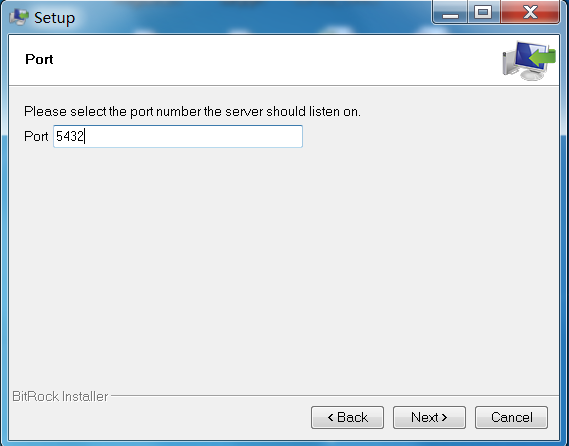 Setup
Port
Please select the port number the server should listen on.
Port 5432
BitRock Installer
< Back Next > Cancel